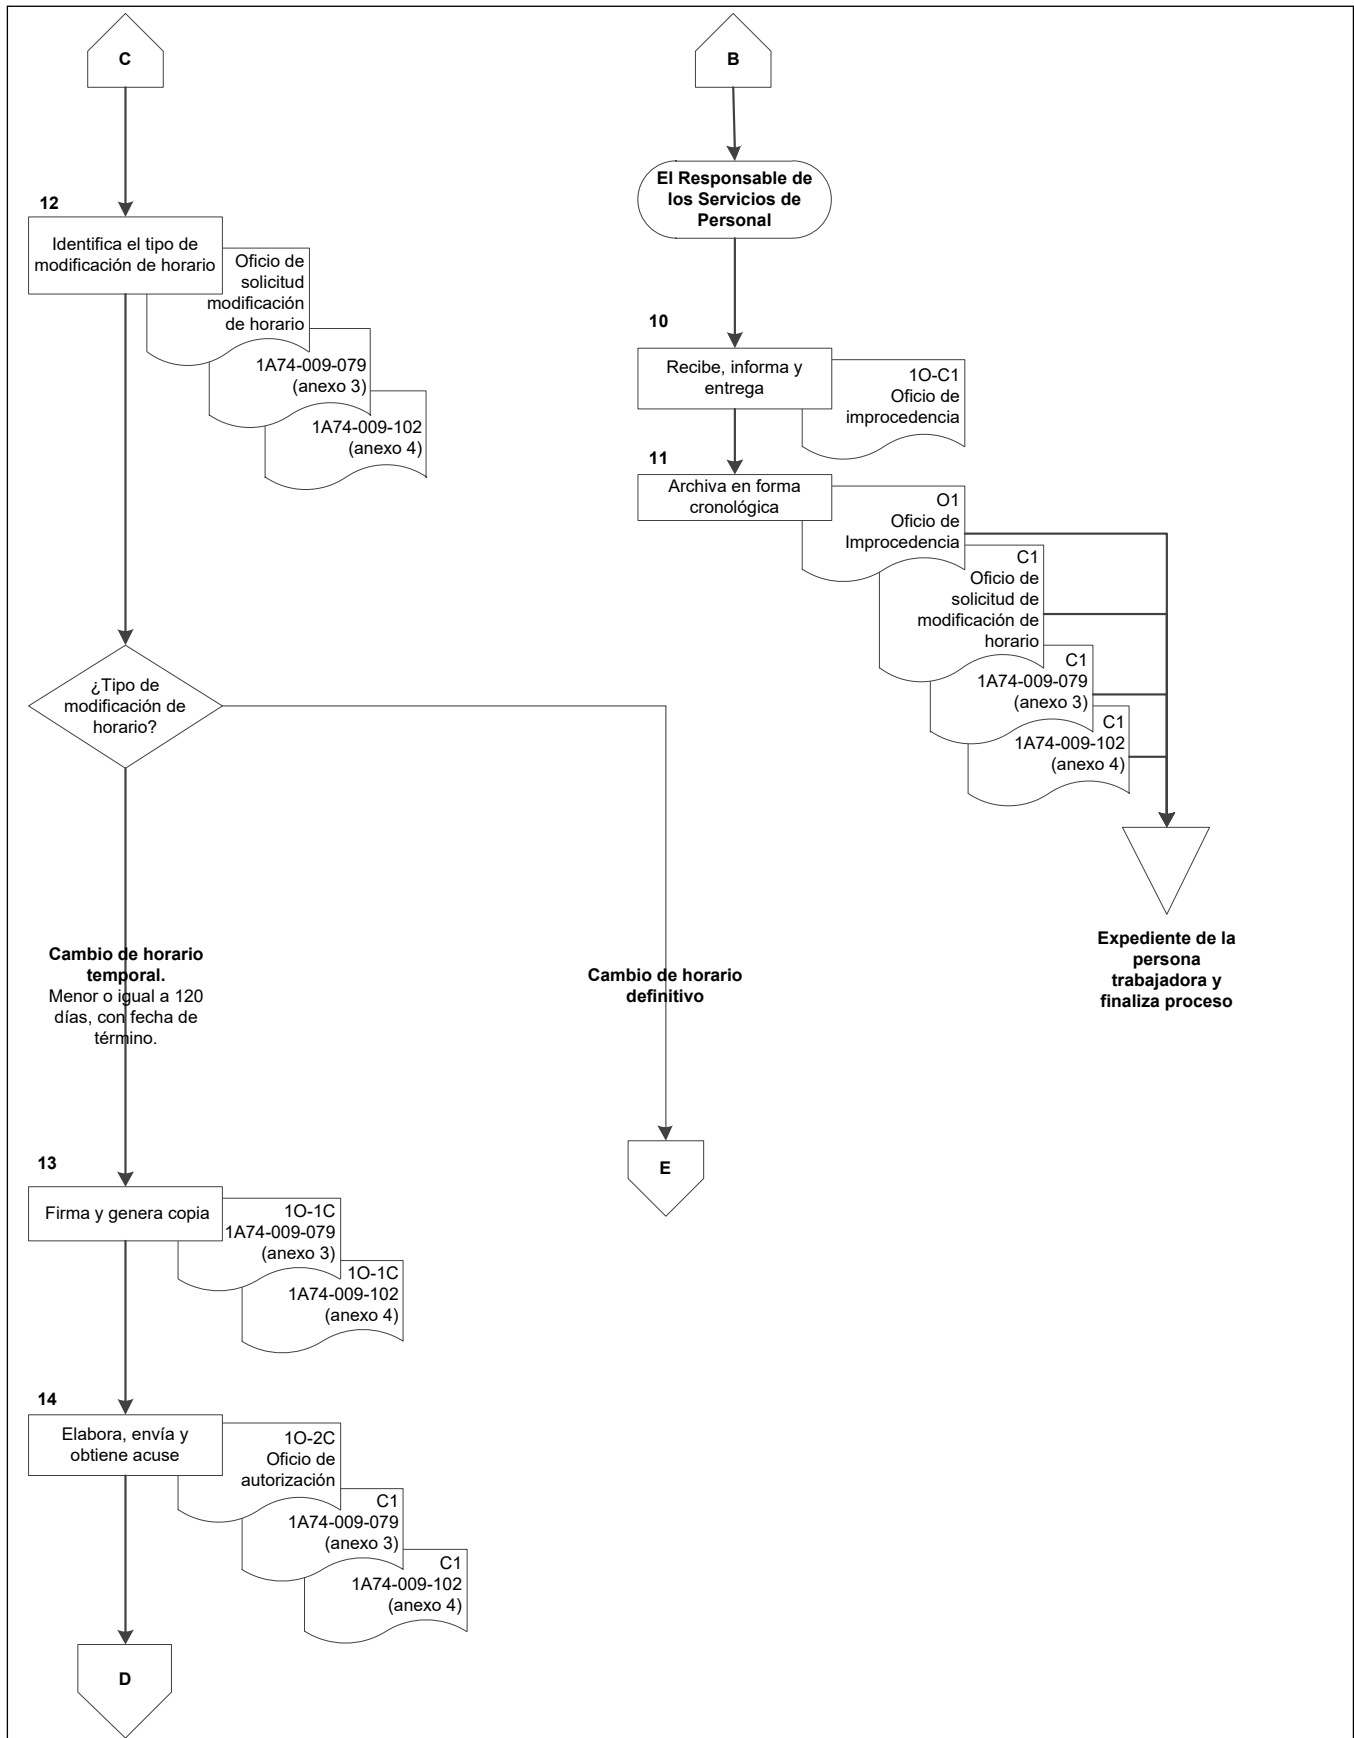 C
12
Identifica el tipo de
modificación de horario
Oficio de
solicitud
modificación
de horario
1A74-009-079
(anexo 3)
1A74-009-102
(anexo 4)
¿Tipo de
modificación de
horario?
Cambio de horario
temporal.
Menor o igual a 120
días, con fecha de
término.
Cambio de horario
definitivo
E
13
Firma y genera copia
1O-1C
1A74-009-079
(anexo 3)
1O-1C
1A74-009-102
(anexo 4)
14
Elabora, envía y
obtiene acuse
1O-2C
Oficio de
autorización
C1
1A74-009-079
(anexo 3)
C1
1A74-009-102
(anexo 4)
D
B
El Responsable de
los Servicios de
Personal
10
Recibe, informa y
entrega
1O-C1
Oficio de
improcedencia
11
Archiva en forma
cronológica
O1
Oficio de
Improcedencia
C1
Oficio de
solicitud de
modificación de
horario
C1
1A74-009-079
(anexo 3)
C1
1A74-009-102
(anexo 4)
Expediente de la
persona
trabajadora y
finaliza proceso